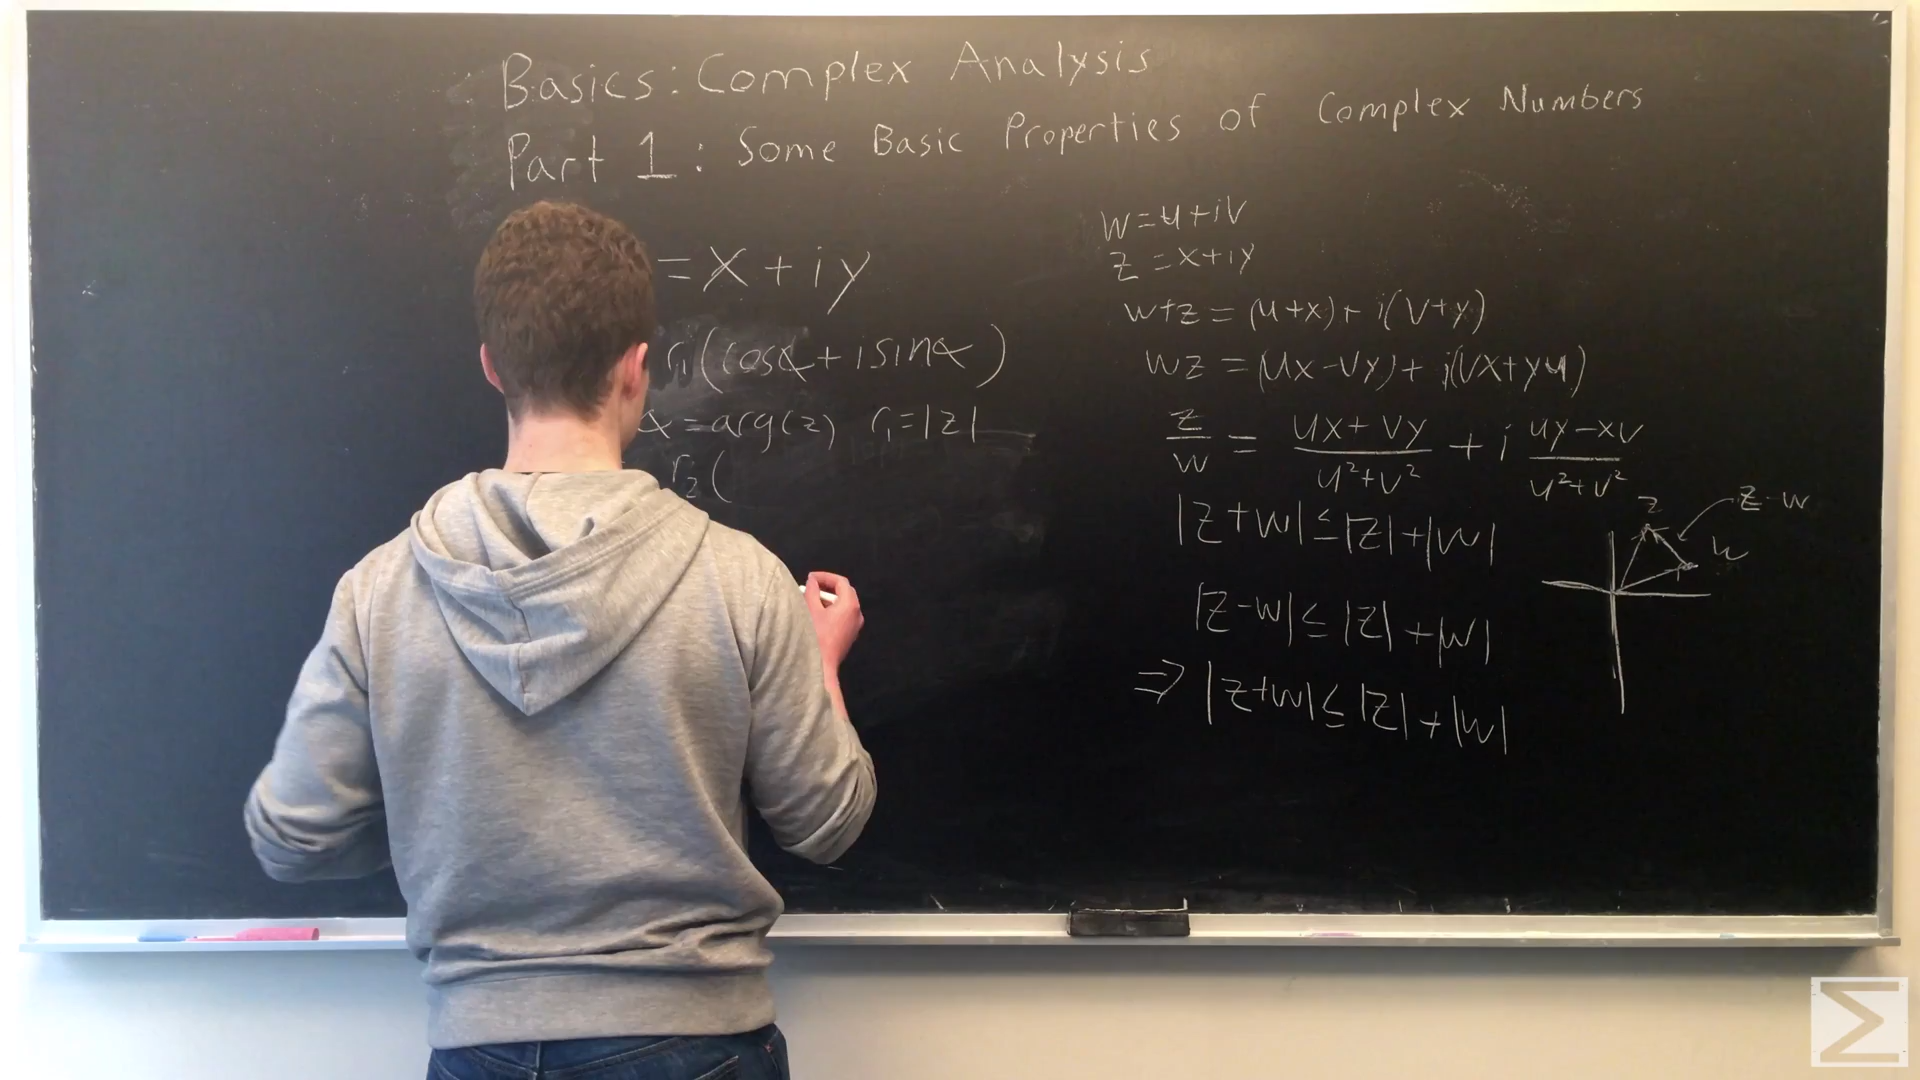 Basics: Complex Analysis
Part 1: Some Basic Properties of Complex Numbers
= x + iy
r₁(cosα + i sinα)
α = arg(z) r₁ = |z|
r₂(
w = u + iv
z = x + iy
w + z = (u + x) + i(v + y)
wz = (ux - vy) + i(vx + yu)
z/w = (ux + vy)/(u² + v²) + i (uy - xv)/(u² + v²)
|z + w| ≤ |z| + |w|
z
z - w
w
|z - w| ≤ |z| + |w|
⇒ |z + w| ≤ |z| + |w|
Σ